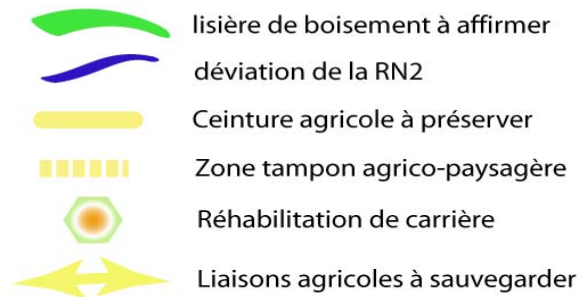 lisière de boisement à affirmer
déviation de la RN2
Ceinture agricole à préserver
Zone tampon agrico-paysagère
Réhabilitation de carrière
Liaisons agricoles à sauvegarder